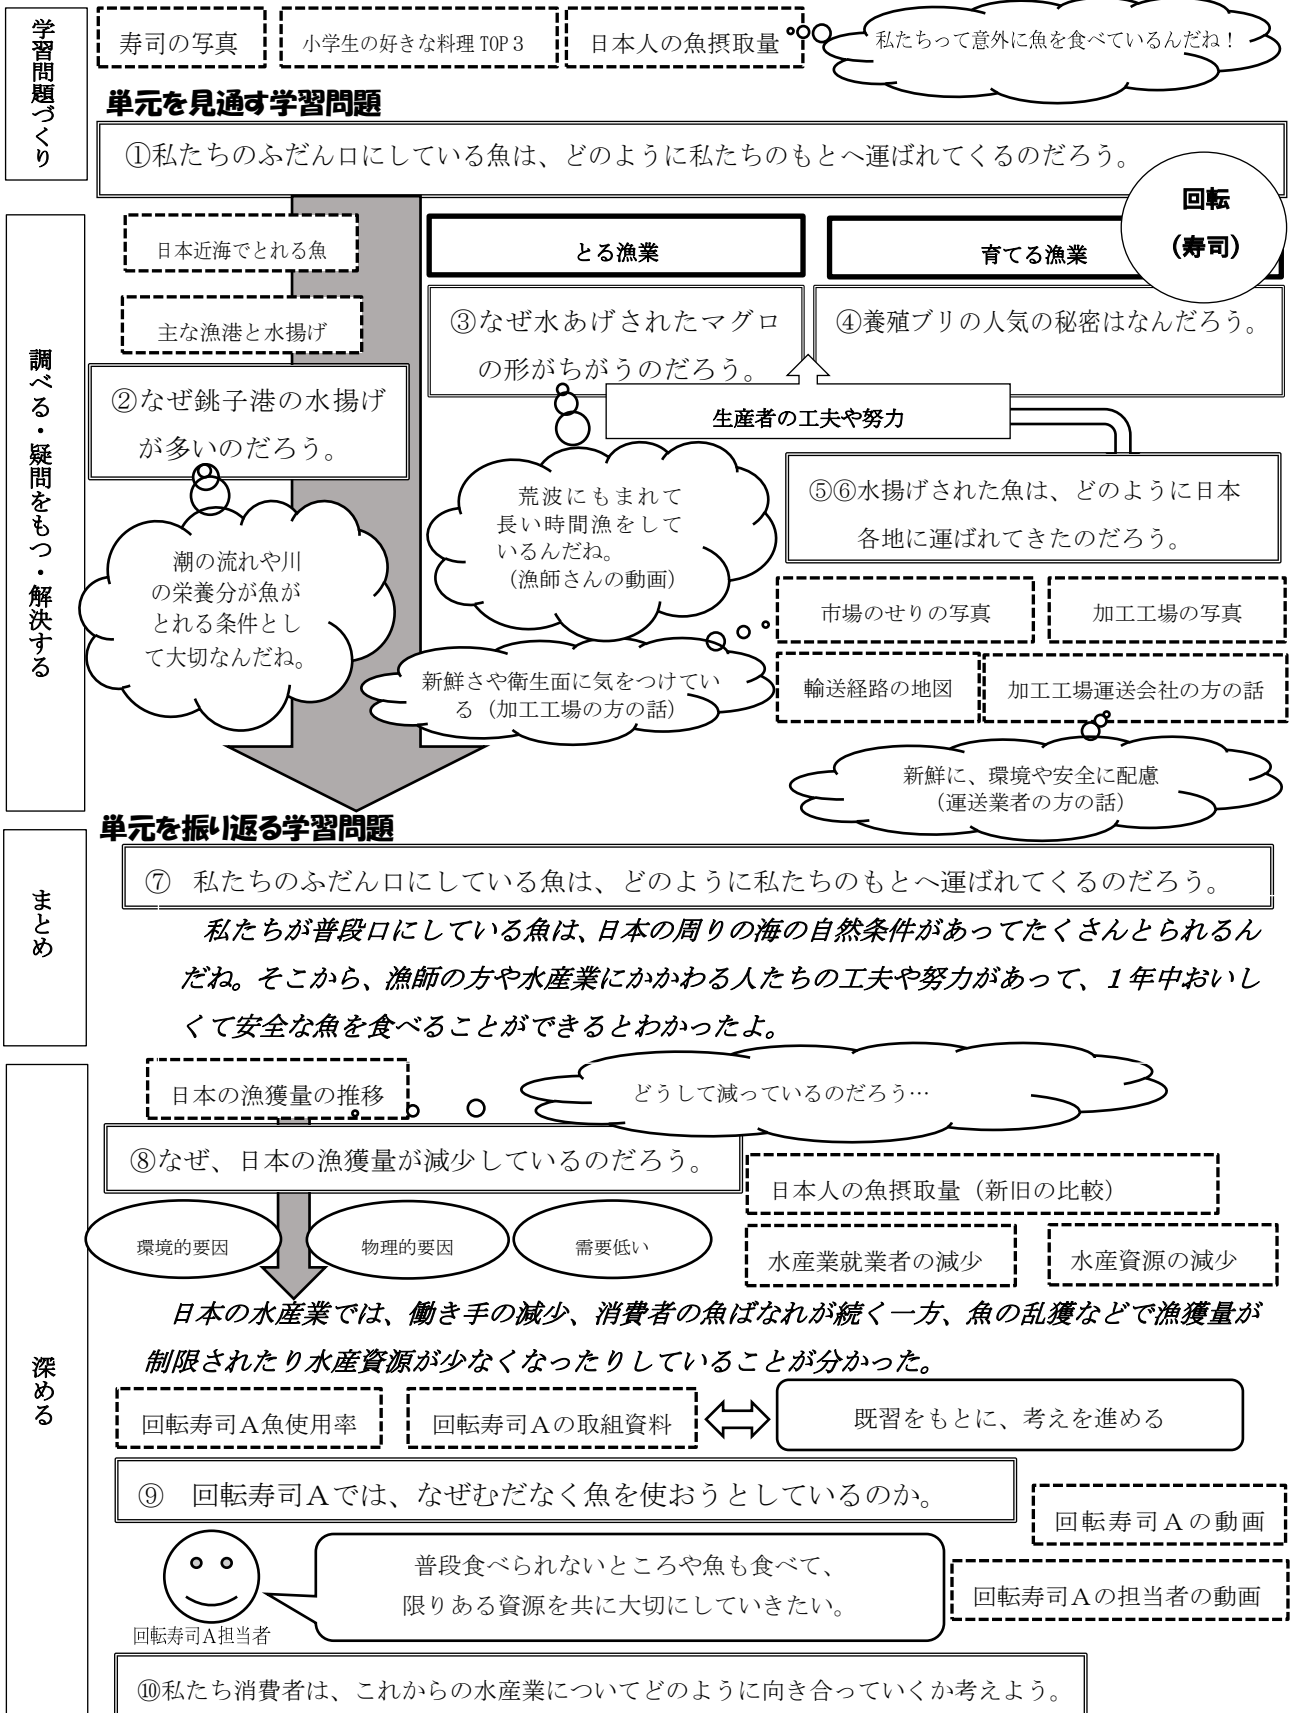 学習問題づくり
寿司の写真
小学生の好きな料理 TOP３
日本人の魚摂取量
私たちって意外に魚を食べているんだね！
単元を見通す学習問題
①私たちのふだん口にしている魚は、どのように私たちのもとへ運ばれてくるのだろう。
回転
（寿司）
調べる・疑問をもつ・解決する
日本近海でとれる魚
とる漁業
育てる漁業
主な漁港と水揚げ
③なぜ水あげされたマグロ
の形がちがうのだろう。
④養殖ブリの人気の秘密はなんだろう。
②なぜ銚子港の水揚げ
が多いのだろう。
生産者の工夫や努力
荒波にもまれて
長い時間漁をして
いるんだね。
（漁師さんの動画）
⑤⑥水揚げされた魚は、どのように日本
各地に運ばれてきたのだろう。
潮の流れや川
の栄養分が魚が
とれる条件とし
て大切なんだね。
市場のせりの写真
加工工場の写真
新鮮さや衛生面に気をつけてい
る（加工工場の方の話）
輸送経路の地図
加工工場運送会社の方の話
新鮮に、環境や安全に配慮
（運送業者の方の話）
まとめ
単元を振り返る学習問題
⑦　私たちのふだん口にしている魚は、どのように私たちのもとへ運ばれてくるのだろう。
私たちが普段口にしている魚は、日本の周りの海の自然条件があってたくさんとられるん
だね。そこから、漁師の方や水産業にかかわる人たちの工夫や努力があって、１年中おいし
くて安全な魚を食べることができるとわかったよ。
深める
日本の漁獲量の推移
どうして減っているのだろう…
⑧なぜ、日本の漁獲量が減少しているのだろう。
日本人の魚摂取量（新旧の比較）
環境的要因
物理的要因
需要低い
水産業就業者の減少
水産資源の減少
日本の水産業では、働き手の減少、消費者の魚ばなれが続く一方、魚の乱獲などで漁獲量が
制限されたり水産資源が少なくなったりしていることが分かった。
回転寿司Ａ魚使用率
回転寿司Ａの取組資料
既習をもとに、考えを進める
⑨　回転寿司Ａでは、なぜむだなく魚を使おうとしているのか。
回転寿司Ａの動画
普段食べられないところや魚も食べて、
限りある資源を共に大切にしていきたい。
回転寿司Ａの担当者の動画
回転寿司Ａ担当者
⑩私たち消費者は、これからの水産業についてどのように向き合っていくか考えよう。